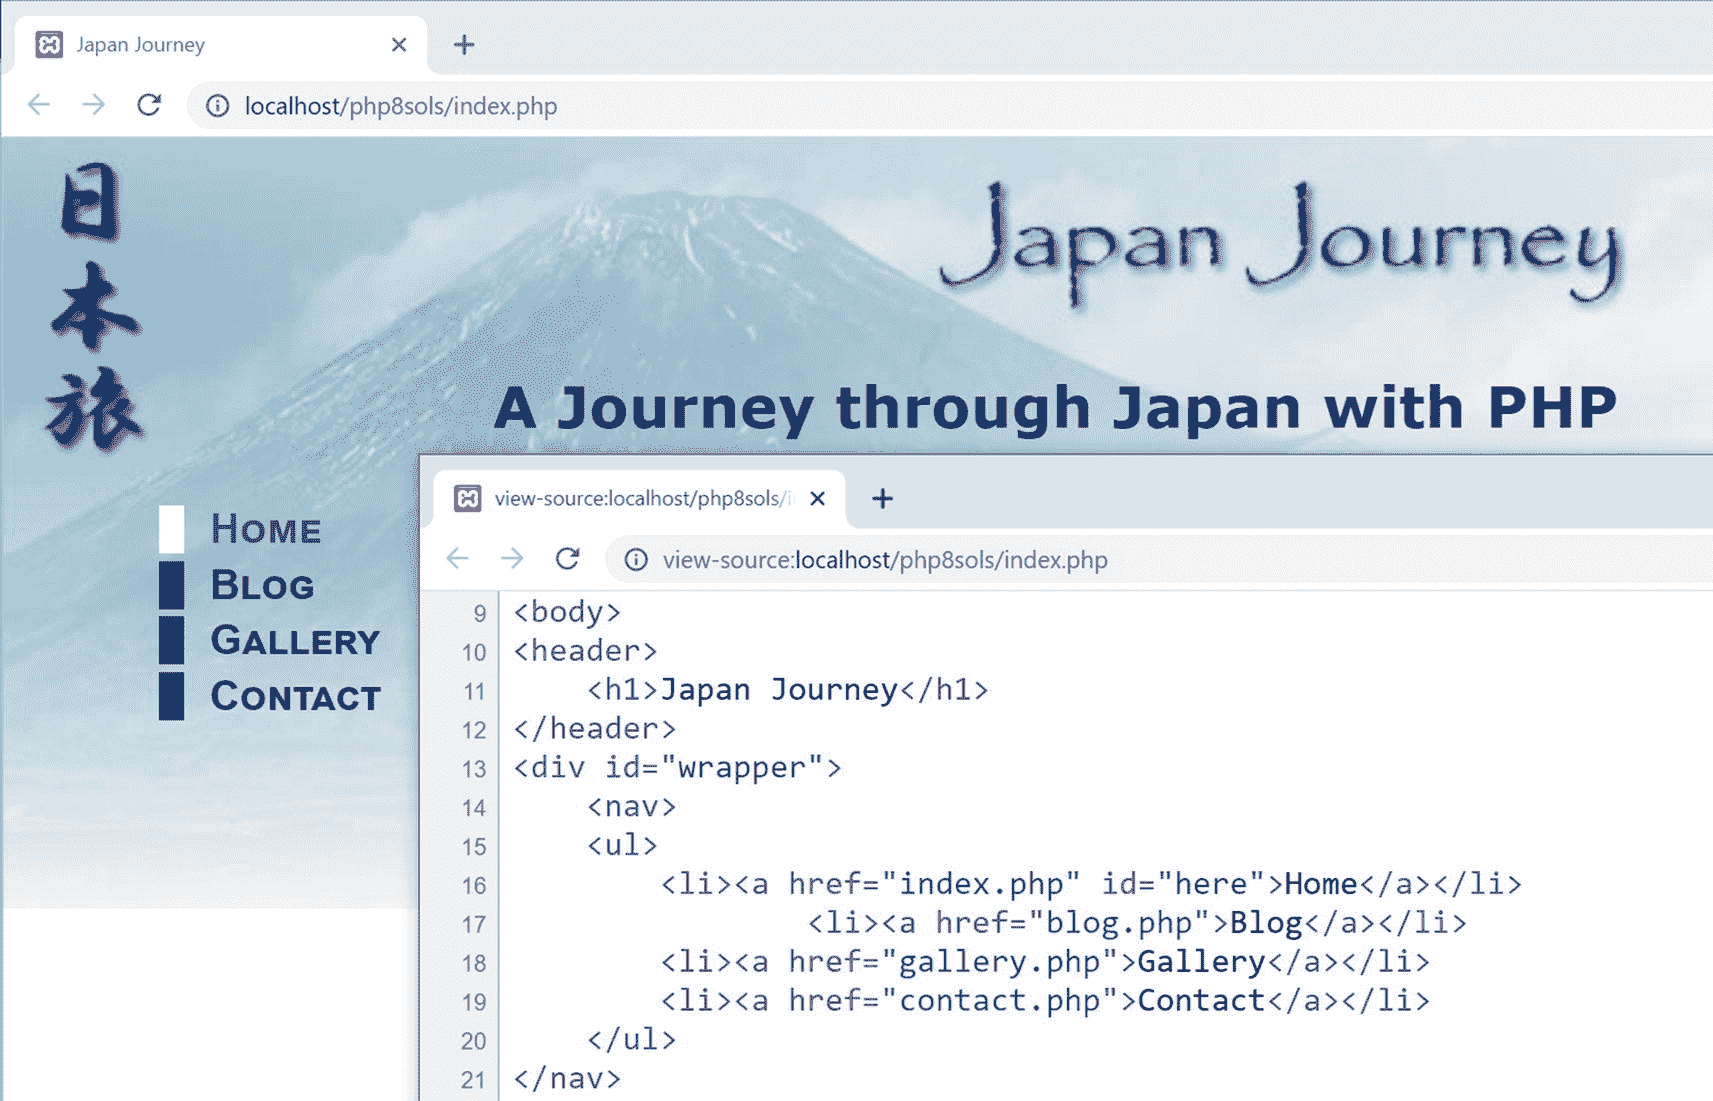 Japan Journey
localhost/php8sols/index.php
日
本
旅
Japan Journey
A Journey through Japan with PHP
HOME
BLOG
GALLERY
CONTACT
view-source:localhost/php8sols/i
view-source:localhost/php8sols/index.php
9 <body>
10 <header>
11     <h1>Japan Journey</h1>
12 </header>
13 <div id="wrapper">
14     <nav>
15     <ul>
16         <li><a href="index.php" id="here">Home</a></li>
17                 <li><a href="blog.php">Blog</a></li>
18         <li><a href="gallery.php">Gallery</a></li>
19         <li><a href="contact.php">Contact</a></li>
20     </ul>
21 </nav>